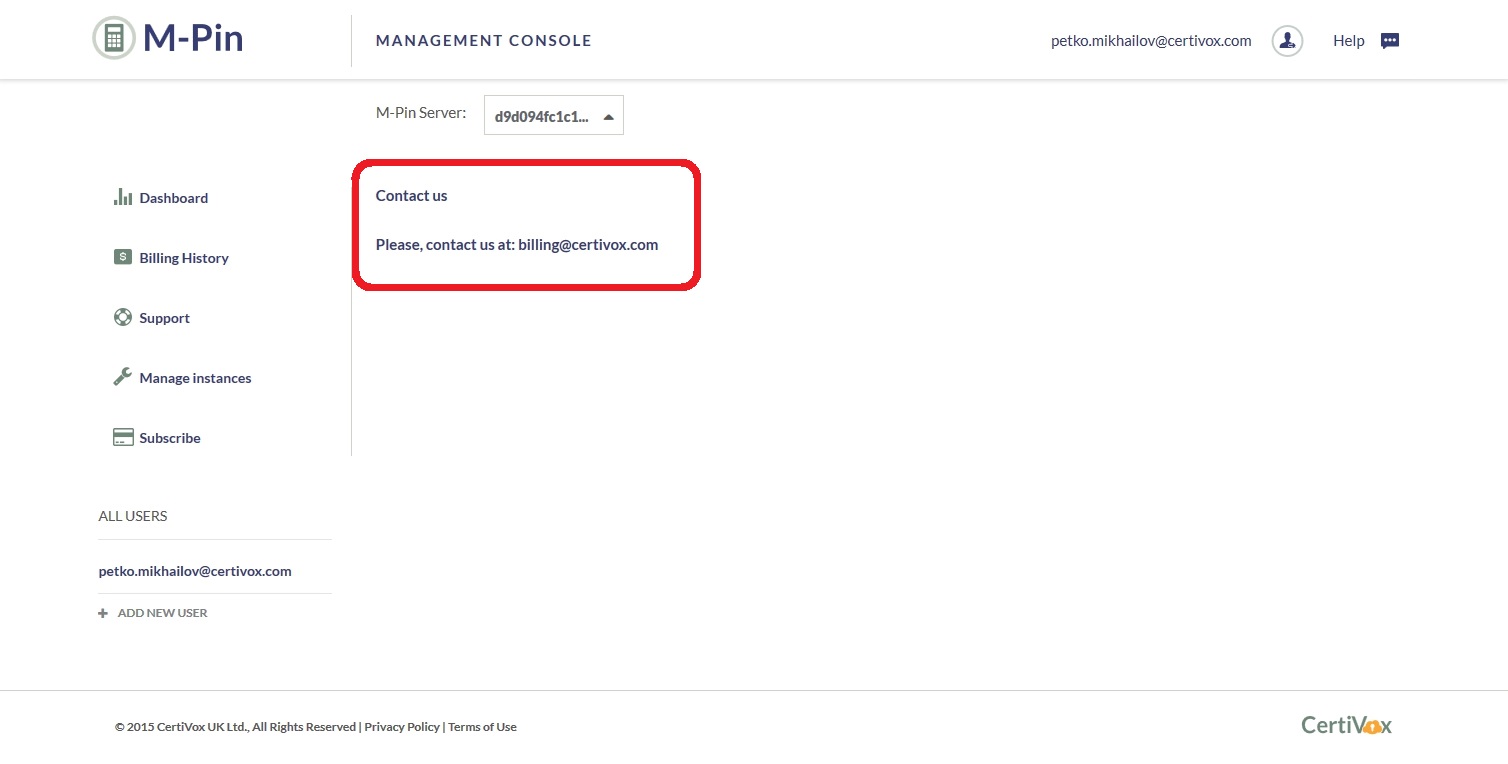 M-Pin
MANAGEMENT CONSOLE
petko.mikhailov@certivox.com
Help
M-Pin Server:
d9d094fc1c1...
Dashboard
Billing History
Support
Manage instances
Subscribe
Contact us
Please, contact us at: billing@certivox.com
ALL USERS
petko.mikhailov@certivox.com
+ ADD NEW USER
© 2015 CertiVox UK Ltd., All Rights Reserved | Privacy Policy | Terms of Use
CertiVox